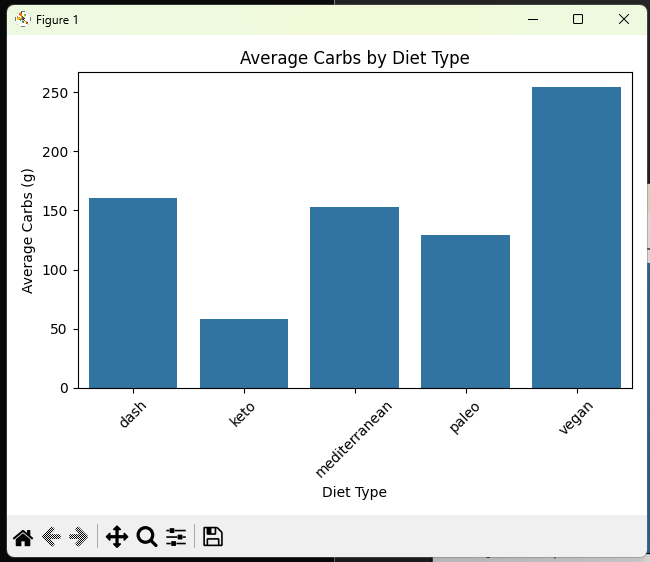 Figure 1
Average Carbs by Diet Type
250
200
150
100
50
0
Average Carbs (g)
dash
keto
mediterranean
paleo
vegan
Diet Type